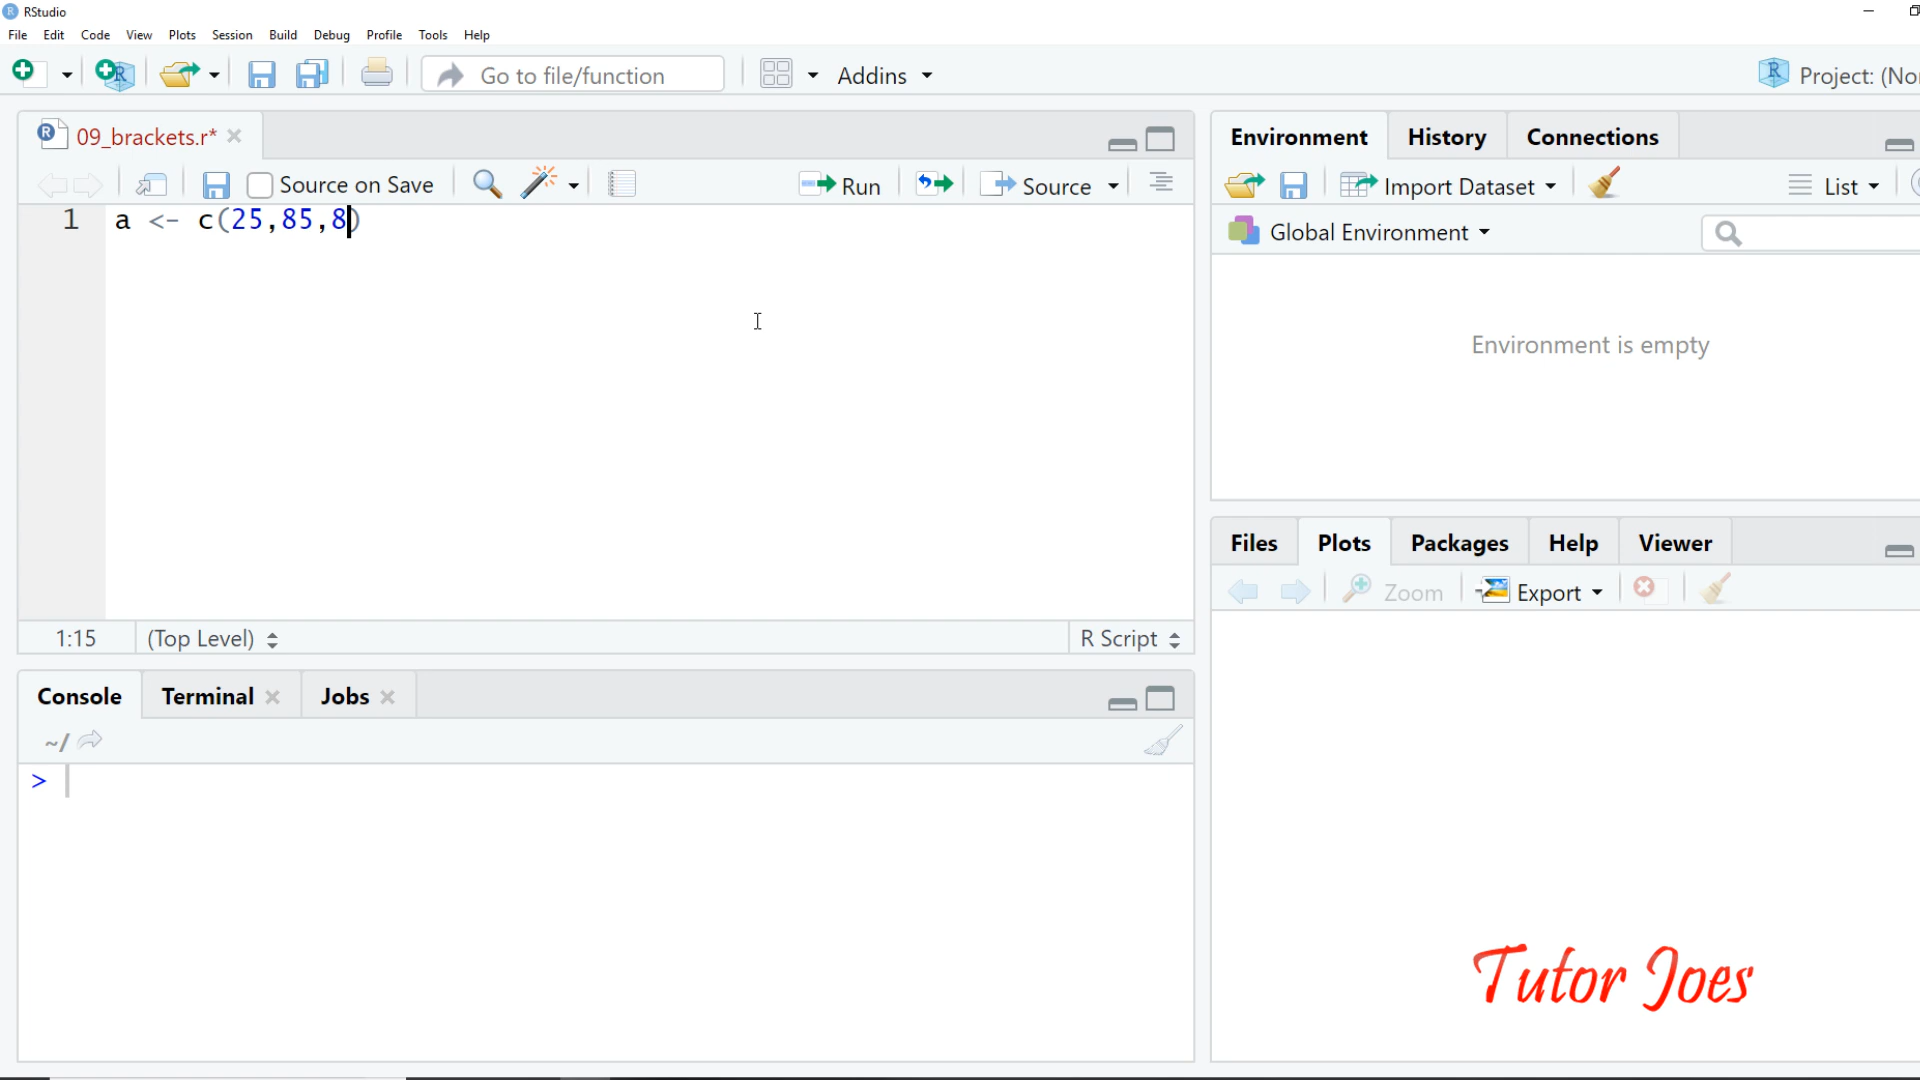 RStudio
File Edit Code View Plots Session Build Debug Profile Tools Help
Go to file/function Addins Project: (No
09_brackets.r*
Source on Save Run Source
1 a <- c(25,85,8)
1:15 (Top Level) R Script
Console Terminal Jobs
~/
>
Environment History Connections
Import Dataset List
Global Environment
Environment is empty
Files Plots Packages Help Viewer
Zoom Export
Tutor Joes